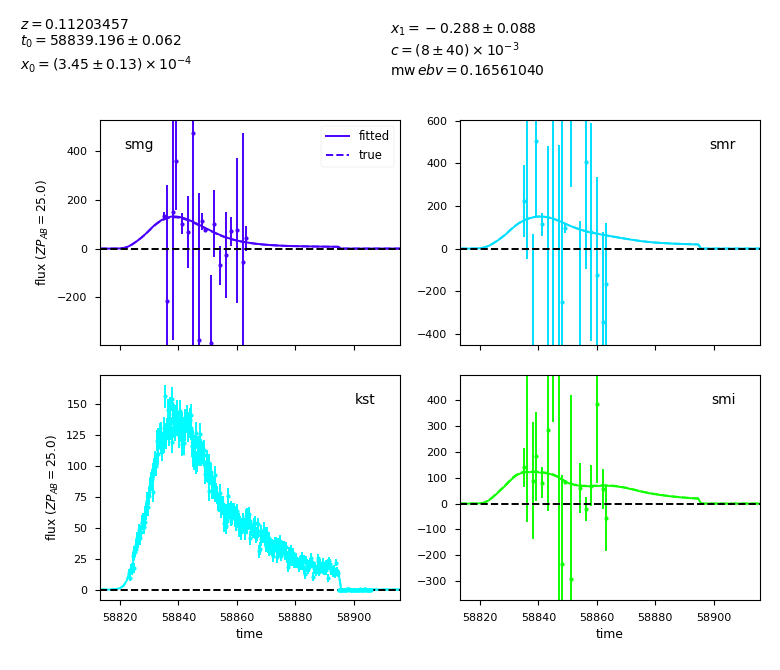 z = 0.11203457
t₀ = 58839.196 ± 0.062
x₀ = (3.45 ± 0.13) × 10⁻⁴
x₁ = −0.288 ± 0.088
c = (8 ± 40) × 10⁻³
mw ebv = 0.16561040
smg
fitted
true
400
200
0
−200
flux (ZP_AB = 25.0)
smr
600
400
200
0
−200
−400
kst
150
125
100
75
50
25
0
flux (ZP_AB = 25.0)
58820 58840 58860 58880 58900
time
smi
400
300
200
100
0
−100
−200
−300
58820 58840 58860 58880 58900
time